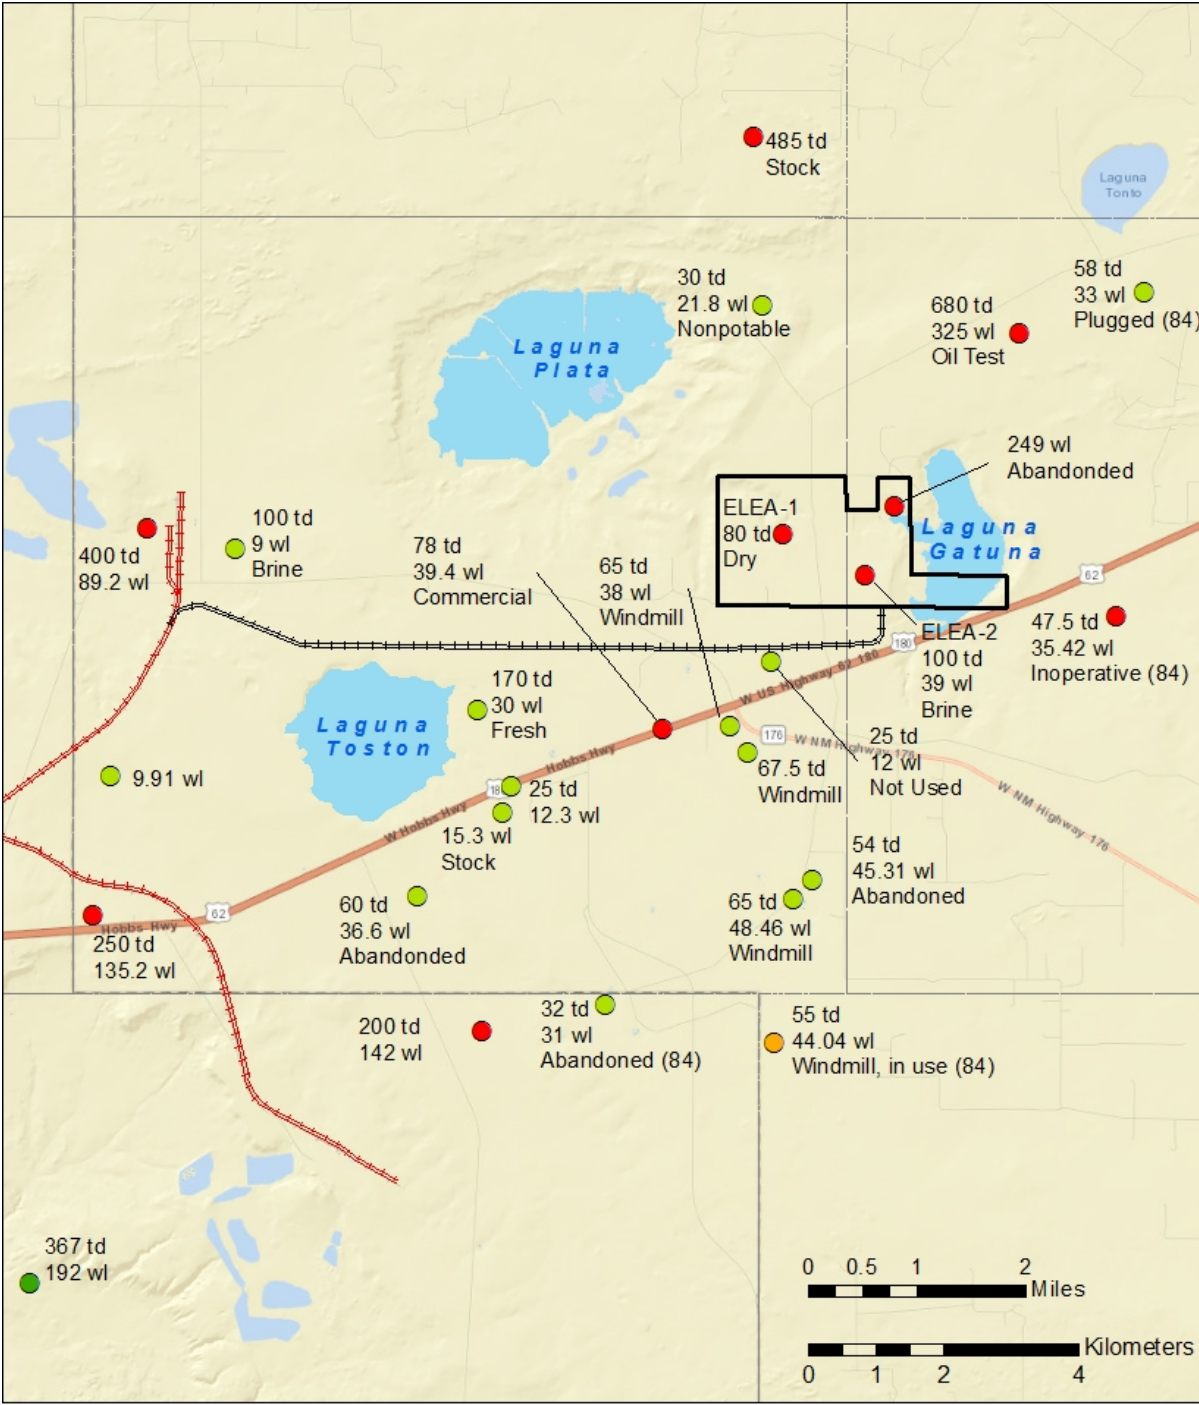 485 td
Stock
Laguna
Tonto
30 td
21.8 wl
Nonpotable
58 td
33 wl
Plugged (84)
680 td
325 wl
Oil Test
Laguna
Plata
249 wl
Abandonded
ELEA-1
80 td
Dry
Laguna
Gatuna
400 td
89.2 wl
100 td
9 wl
Brine
78 td
39.4 wl
Commercial
65 td
38 wl
Windmill
62
180
ELEA-2
100 td
39 wl
Brine
47.5 td
35.42 wl
Inoperative (84)
W US Highway 62 180
170 td
30 wl
Fresh
Laguna
Toston
176
W NM Highway 176
25 td
12 wl
Not Used
67.5 td
Windmill
Hobbs Hwy
9.91 wl
18
25 td
12.3 wl
W NM Highway 176
W Hobbs Hwy
15.3 wl
Stock
54 td
45.31 wl
Abandoned
60 td
36.6 wl
Abandonded
65 td
48.46 wl
Windmill
62
Hobbs Hwy
250 td
135.2 wl
200 td
142 wl
32 td
31 wl
Abandoned (84)
55 td
44.04 wl
Windmill, in use (84)
367 td
192 wl
0 0.5 1 2
Miles
Kilometers
0 1 2 4